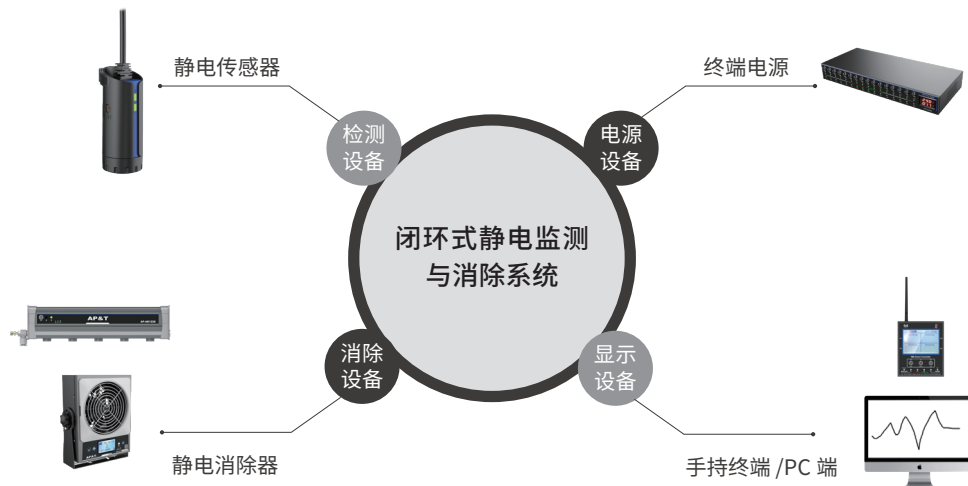 静电传感器
终端电源
检测
设备
电源
设备
闭环式静电监测
与消除系统
AP&T
消除
设备
显示
设备
AP&T
静电消除器
手持终端 /PC 端